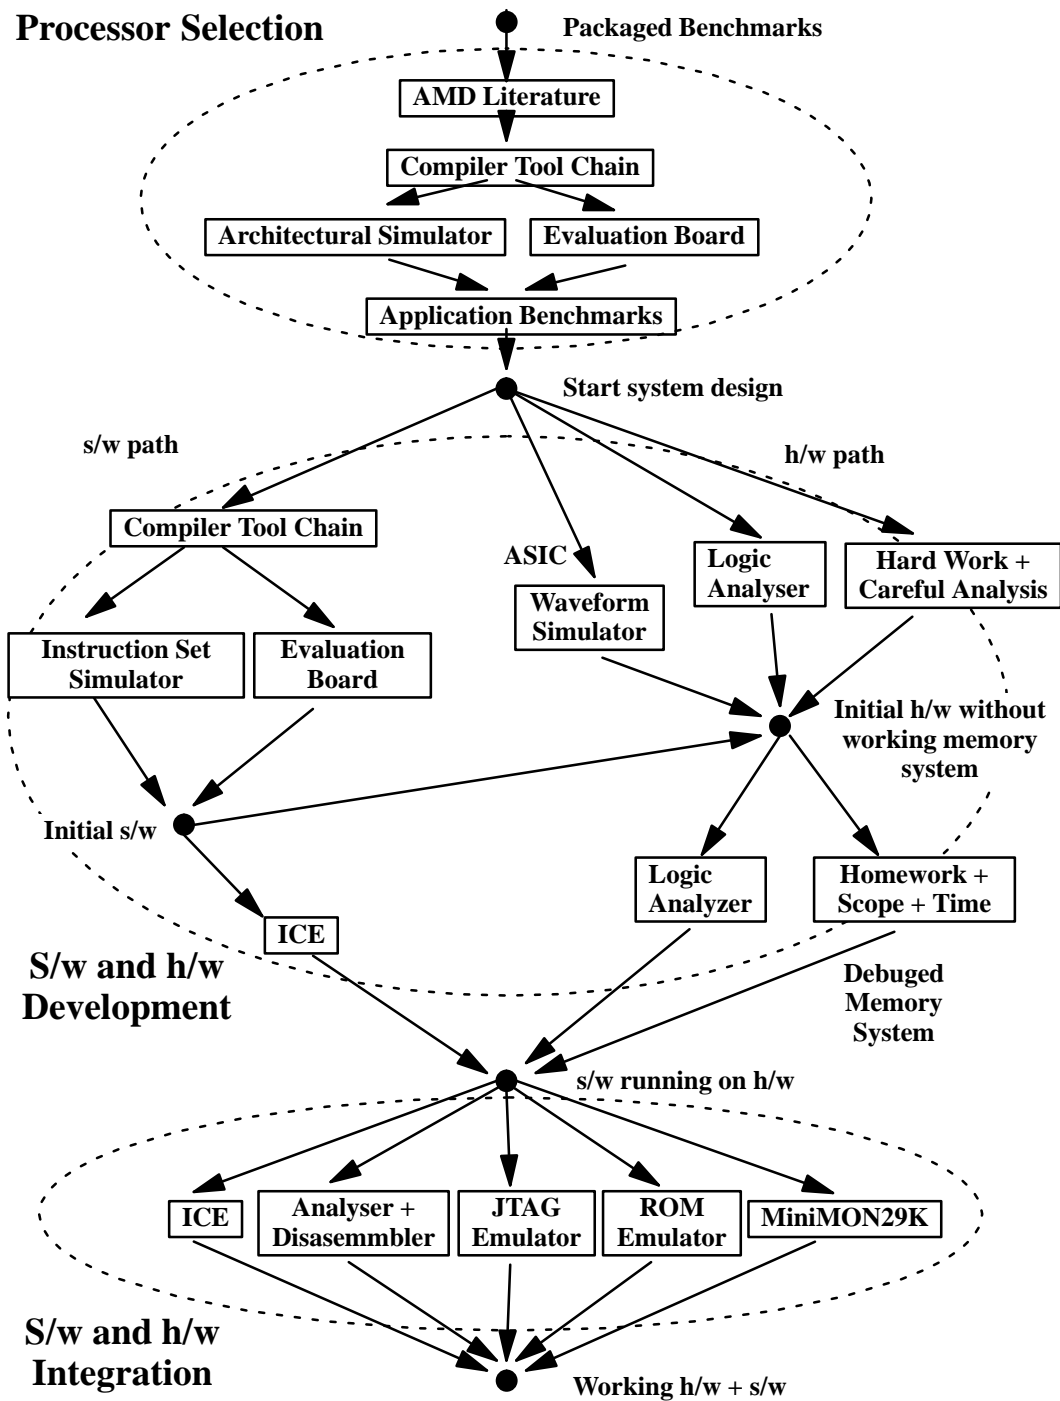 Processor Selection
Packaged Benchmarks
AMD Literature
Compiler Tool Chain
Architectural Simulator
Evaluation Board
Application Benchmarks
Start system design
s/w path
h/w path
Compiler Tool Chain
ASIC
Logic
Analyser
Hard Work +
Careful Analysis
Waveform
Simulator
Instruction Set
Simulator
Evaluation
Board
Initial h/w without
working memory
system
Initial s/w
Logic
Analyzer
Homework +
Scope + Time
ICE
S/w and h/w
Development
Debuged
Memory
System
s/w running on h/w
ICE
Analyser +
Disasemmbler
JTAG
Emulator
ROM
Emulator
MiniMON29K
S/w and h/w
Integration
Working h/w + s/w